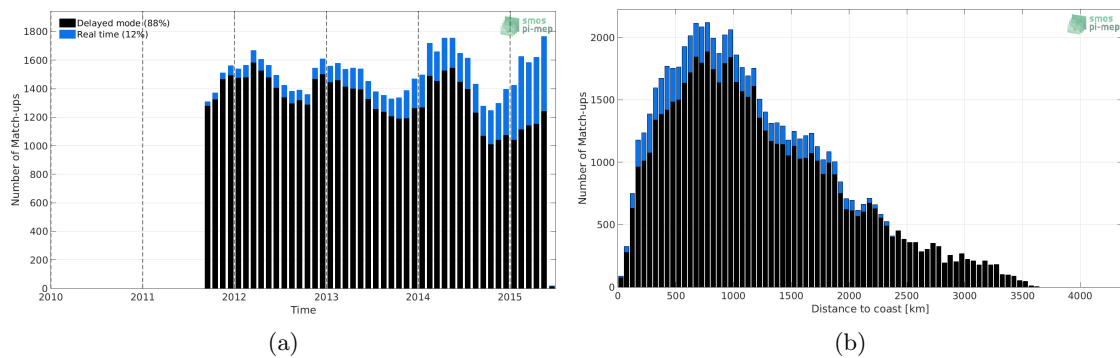 Delayed mode (88%)
Real time (12%)
smos
pi-mep
Number of Match-ups
1800
1600
1400
1200
1000
800
600
400
200
0
2010 2011 2012 2013 2014 2015
Time
(a)
smos
pi-mep
Number of Match-ups
2000
1500
1000
500
0
0 500 1000 1500 2000 2500 3000 3500 4000
Distance to coast [km]
(b)